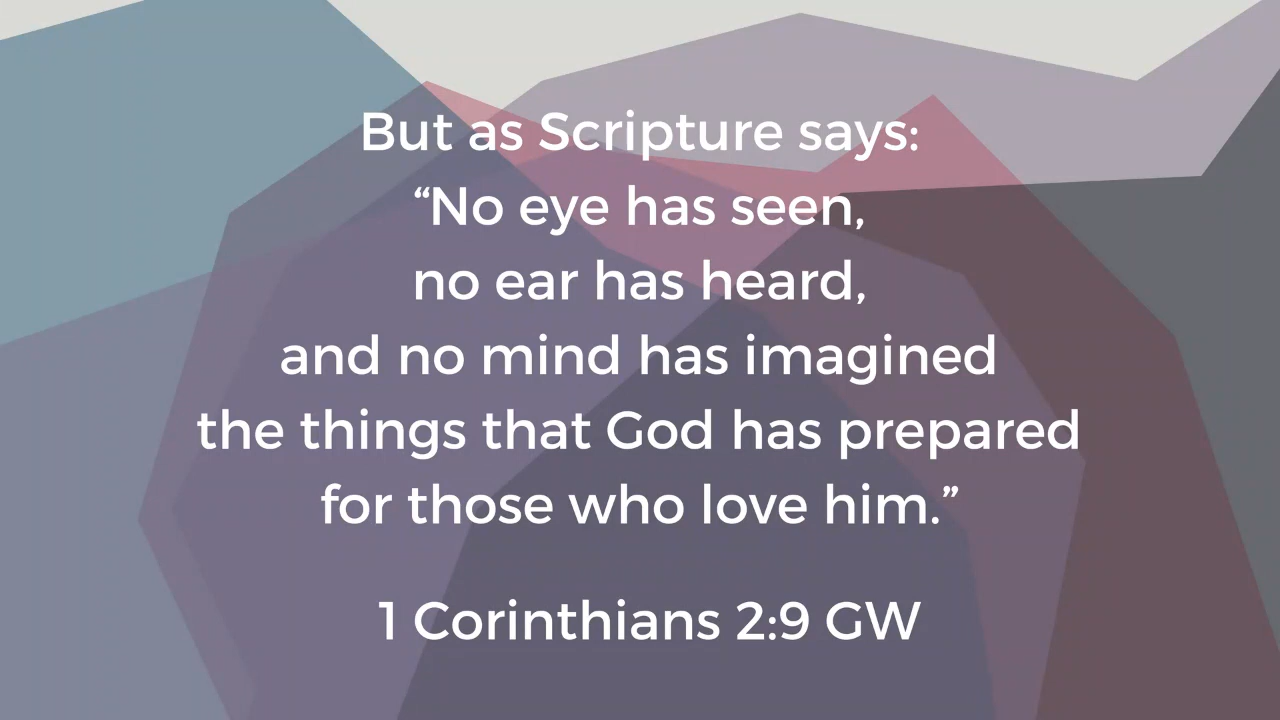 But as Scripture says:
“No eye has seen,
no ear has heard,
and no mind has imagined
the things that God has prepared
for those who love him.”
1 Corinthians 2:9 GW